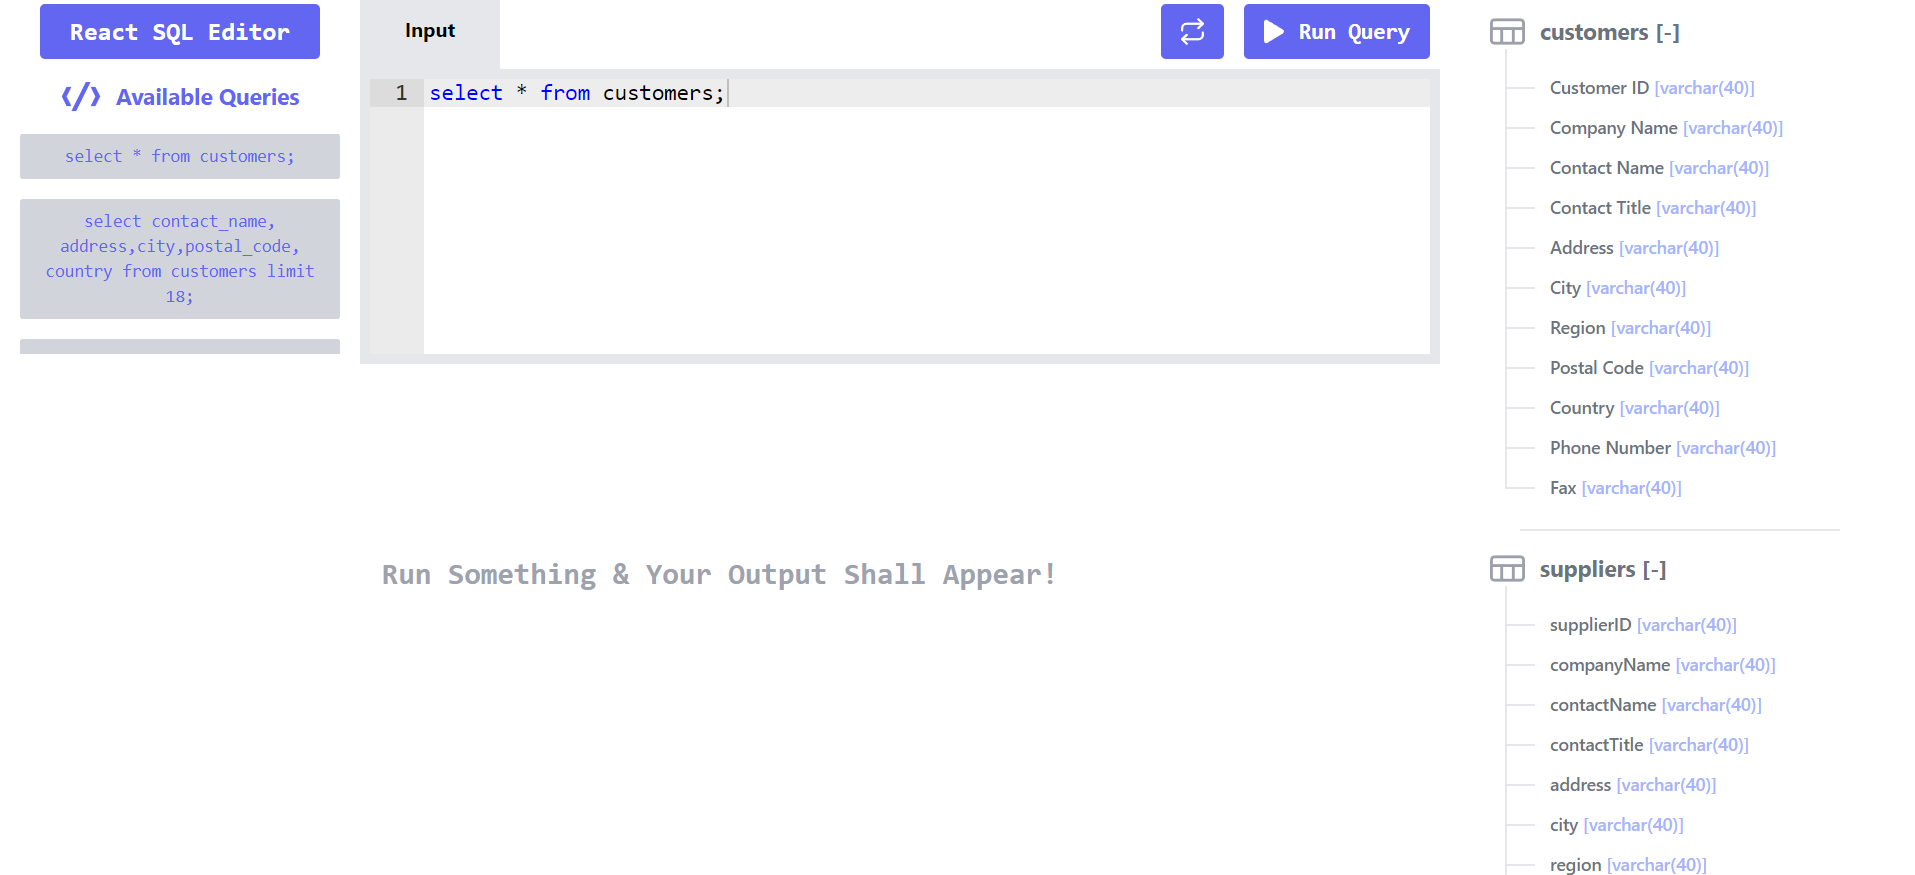 React SQL Editor
Available Queries
select * from customers;
select contact_name,
address,city,postal_code,
country from customers limit
18;
Input
Run Query
1
select * from customers;
Run Something & Your Output Shall Appear!
customers [-]
Customer ID [varchar(40)]
Company Name [varchar(40)]
Contact Name [varchar(40)]
Contact Title [varchar(40)]
Address [varchar(40)]
City [varchar(40)]
Region [varchar(40)]
Postal Code [varchar(40)]
Country [varchar(40)]
Phone Number [varchar(40)]
Fax [varchar(40)]
suppliers [-]
supplierID [varchar(40)]
companyName [varchar(40)]
contactName [varchar(40)]
contactTitle [varchar(40)]
address [varchar(40)]
city [varchar(40)]
region [varchar(40)]